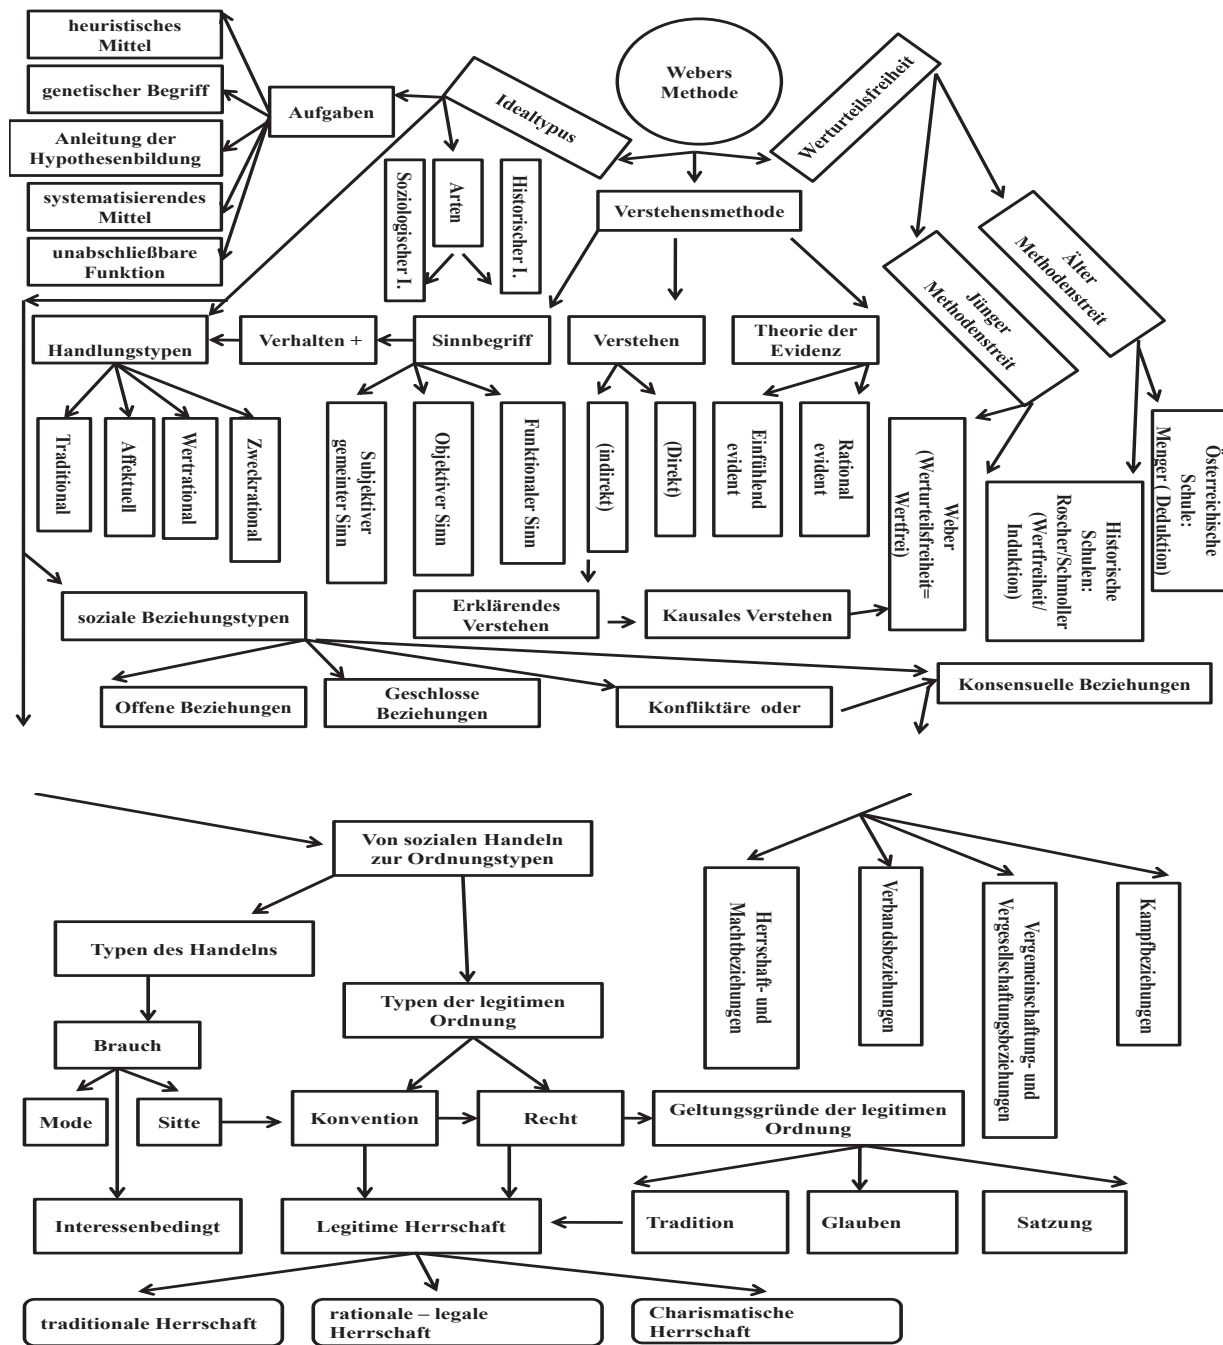 heuristisches
Mittel
genetischer Begriff
Anleitung der
Hypothesenbildung
systematisierendes
Mittel
unabschließbare
Funktion
Aufgaben
Idealtypus
Webers
Methode
Werturteilsfreiheit
Soziologischer I.
Arten
Historischer I.
Verstehensmethode
Jünger
Methodenstreit
Älter
Methodenstreit
Handlungstypen
Verhalten +
Sinnbegriff
Verstehen
Theorie der
Evidenz
Traditional
Affektuell
Wertrational
Zweckrational
Subjektiver
gemeinter Sinn
Objektiver Sinn
Funktionaler Sinn
(indirekt)
(Direkt)
Einfühlend
evident
Rational
evident
Weber
(Werturteilsfreiheit=
Wertfrei)
Historische
Schulen:
Roscher/Schmoller
(Wertfreiheit/
Induktion)
Österreichische
Schule:
Menger ( Deduktion)
soziale Beziehungstypen
Erklärendes
Verstehen
Kausales Verstehen
Offene Beziehungen
Geschlosse
Beziehungen
Konfliktäre oder
Konsensuelle Beziehungen
Von sozialen Handeln
zur Ordnungstypen
Herrschaft- und
Machtbeziehungen
Verbandsbeziehungen
Vergemeinschaftung- und
Vergesellschaftungsbeziehungen
Kampfbeziehungen
Typen des Handelns
Typen der legitimen
Ordnung
Brauch
Mode
Sitte
Konvention
Recht
Geltungsgründe der legitimen
Ordnung
Interessenbedingt
Legitime Herrschaft
Tradition
Glauben
Satzung
traditionale Herrschaft
rationale – legale
Herrschaft
Charismatische
Herrschaft